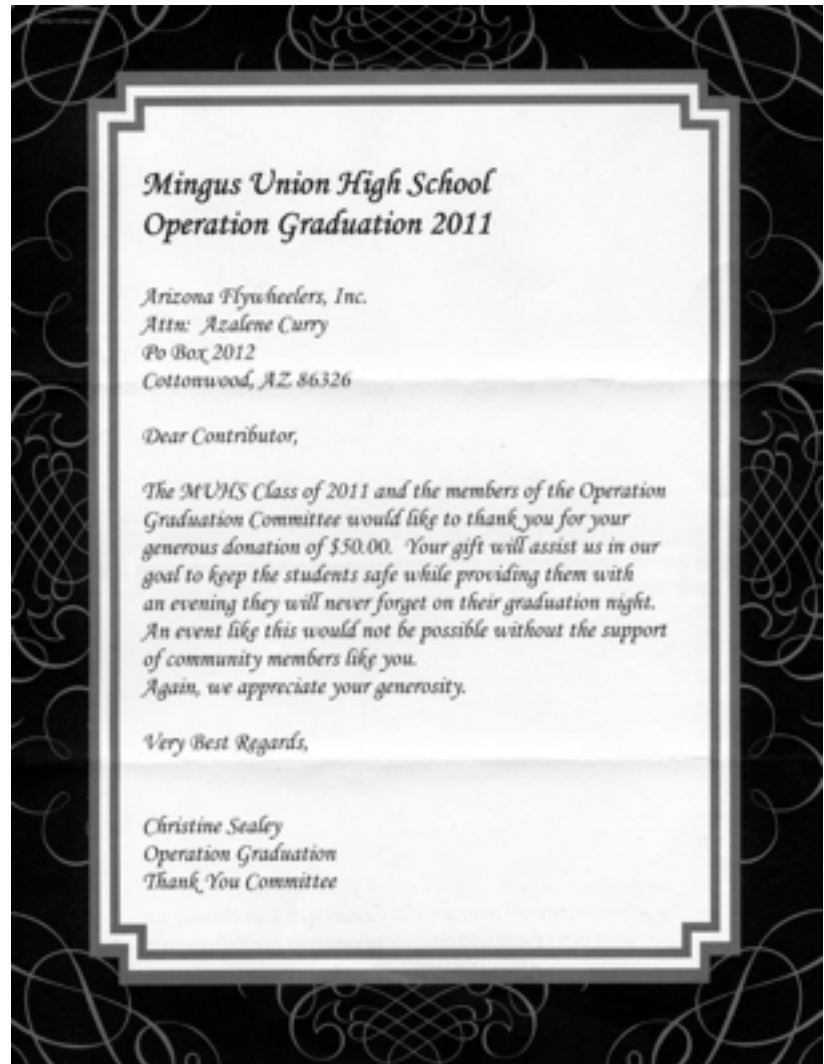 Mingus Union High School
Operation Graduation 2011
Arizona Flywheelers, Inc.
Attn: Azalene Curry
Po Box 2012
Cottonwood, AZ 86326
Dear Contributor,
The MUHS Class of 2011 and the members of the Operation
Graduation Committee would like to thank you for your
generous donation of $50.00. Your gift will assist us in our
goal to keep the students safe while providing them with
an evening they will never forget on their graduation night.
An event like this would not be possible without the support
of community members like you.
Again, we appreciate your generosity.
Very Best Regards,
Christine Sealey
Operation Graduation
Thank You Committee